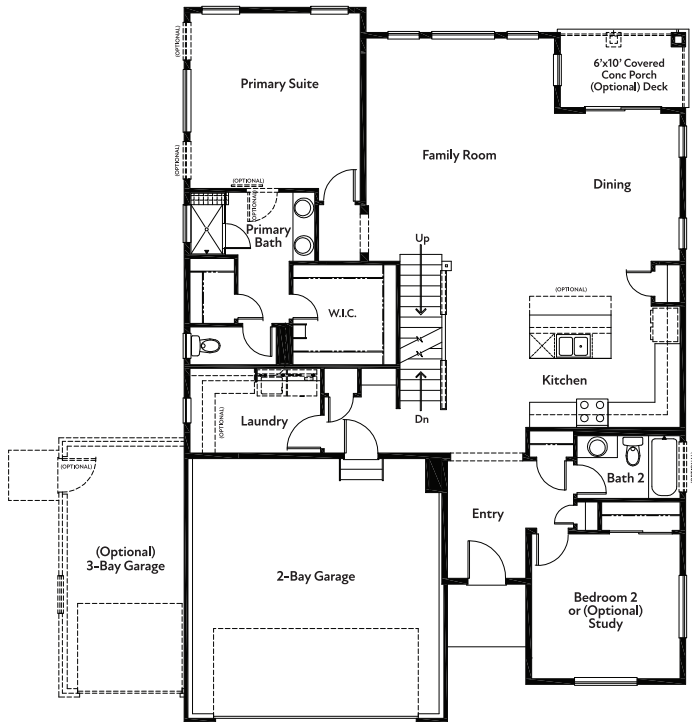 (OPTIONAL)
Primary Suite
6'x10' Covered
Conc Porch
(Optional) Deck
Family Room
(OPTIONAL)
Dining
(OPTIONAL)
(OPTIONAL)
Primary
Bath
Up
(OPTIONAL)
W.I.C.
Kitchen
Laundry
(OPTIONAL)
Dn
(OPTIONAL)
Bath 2
Entry
(Optional)
3-Bay Garage
2-Bay Garage
Bedroom 2
or (Optional)
Study